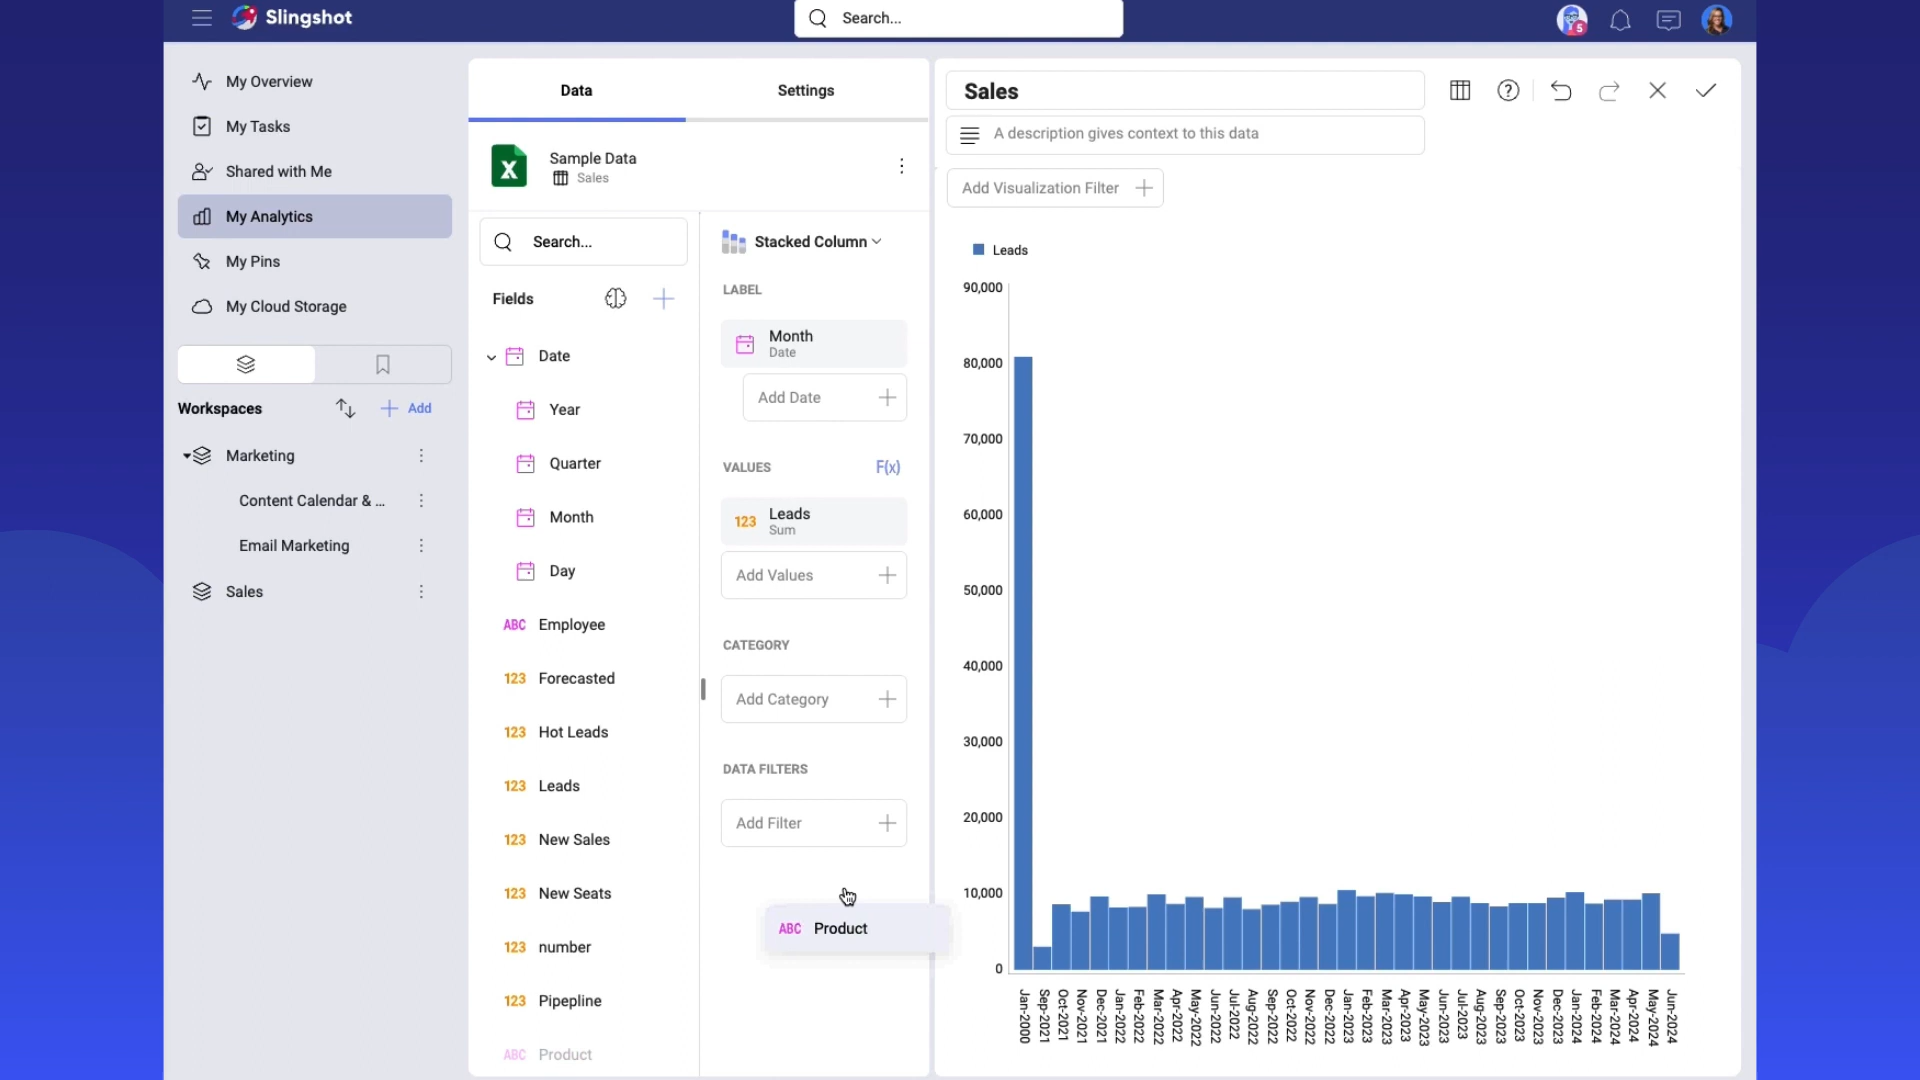 Slingshot
Search...
5
My Overview
My Tasks
Shared with Me
My Analytics
My Pins
My Cloud Storage
Workspaces
Add
Marketing
Content Calendar & ...
Email Marketing
Sales
Data
Settings
X
Sample Data
Sales
Search...
Fields
Date
Year
Quarter
Month
Day
ABC Employee
123 Forecasted
123 Hot Leads
123 Leads
123 New Sales
123 New Seats
123 number
123 Pipepline
ABC Product
Stacked Column
LABEL
Month
Date
Add Date
VALUES
F(x)
123 Leads
Sum
Add Values
CATEGORY
Add Category
DATA FILTERS
Add Filter
ABC Product
Sales
?
A description gives context to this data
Add Visualization Filter
Leads
90,000
80,000
70,000
60,000
50,000
40,000
30,000
20,000
10,000
0
Jan-2000
Sep-2021
Oct-2021
Nov-2021
Dec-2021
Jan-2022
Feb-2022
Mar-2022
Apr-2022
May-2022
Jun-2022
Jul-2022
Aug-2022
Sep-2022
Oct-2022
Nov-2022
Dec-2022
Jan-2023
Feb-2023
Mar-2023
Apr-2023
May-2023
Jun-2023
Jul-2023
Aug-2023
Sep-2023
Oct-2023
Nov-2023
Dec-2023
Jan-2024
Feb-2024
Mar-2024
Apr-2024
May-2024
Jun-2024